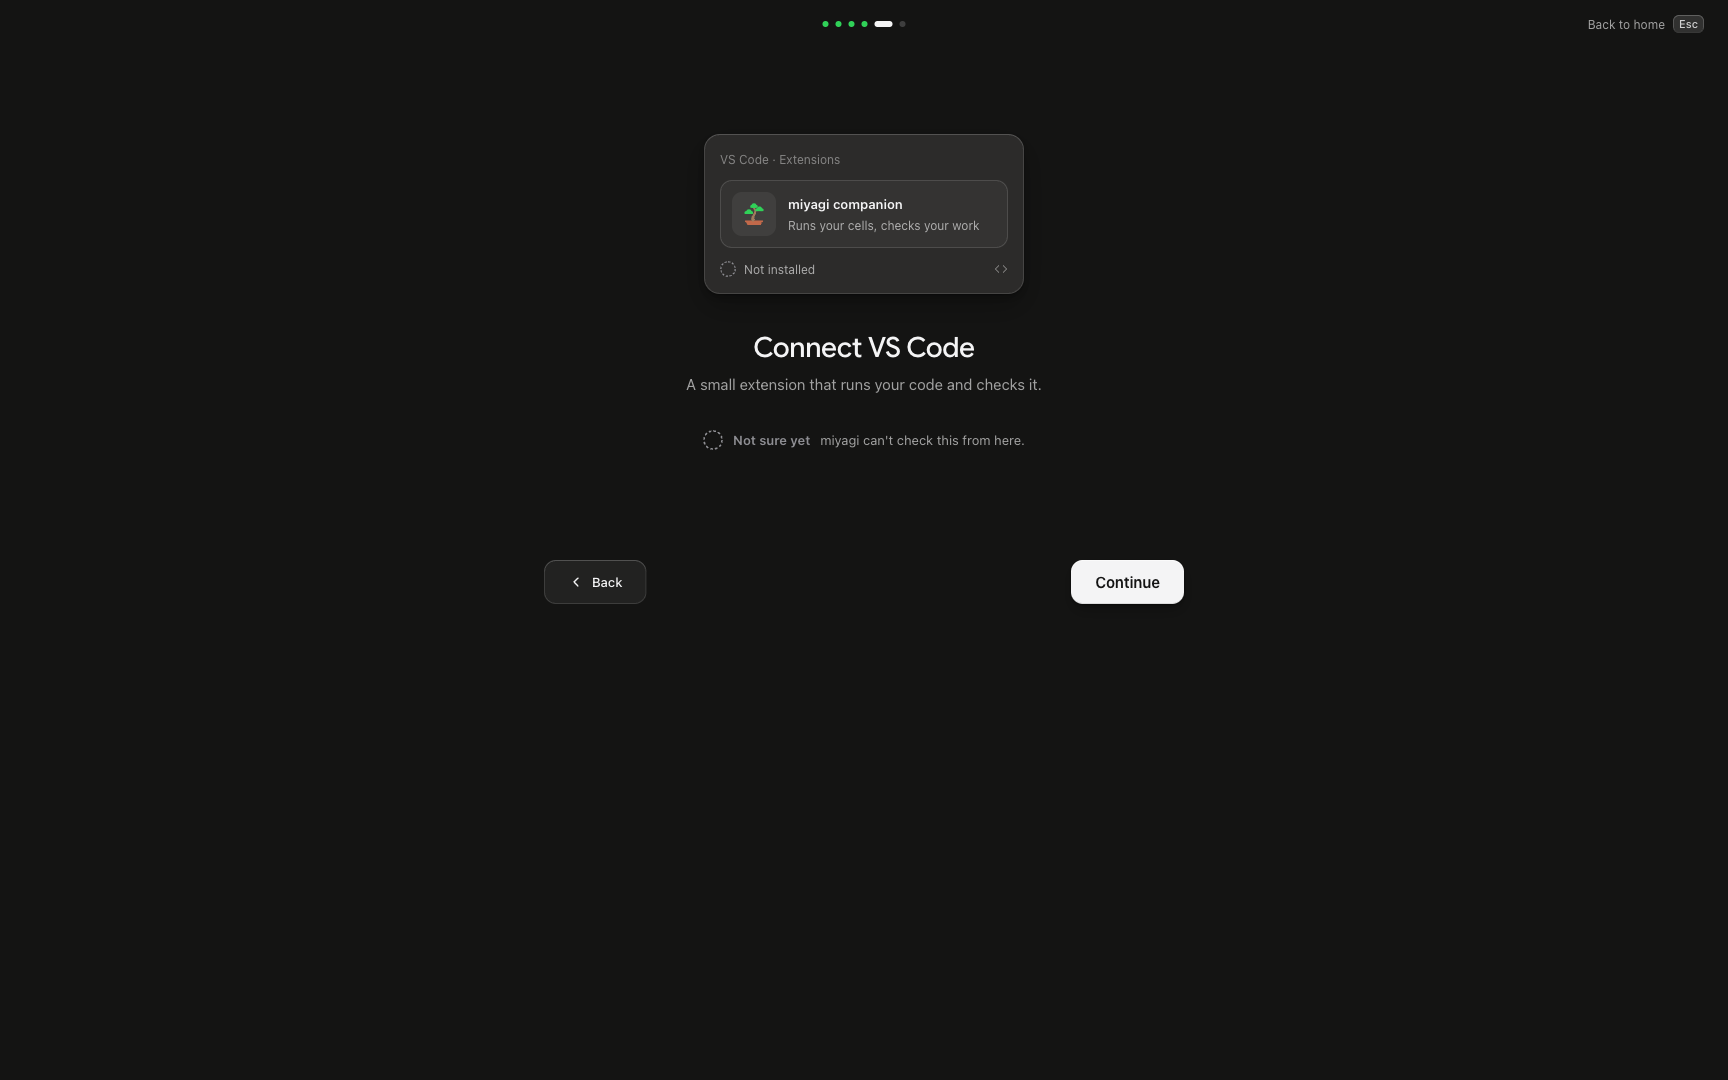 Back to home Esc
VS Code · Extensions
miyagi companion
Runs your cells, checks your work
Not installed
Connect VS Code
A small extension that runs your code and checks it.
Not sure yet miyagi can't check this from here.
Back
Continue